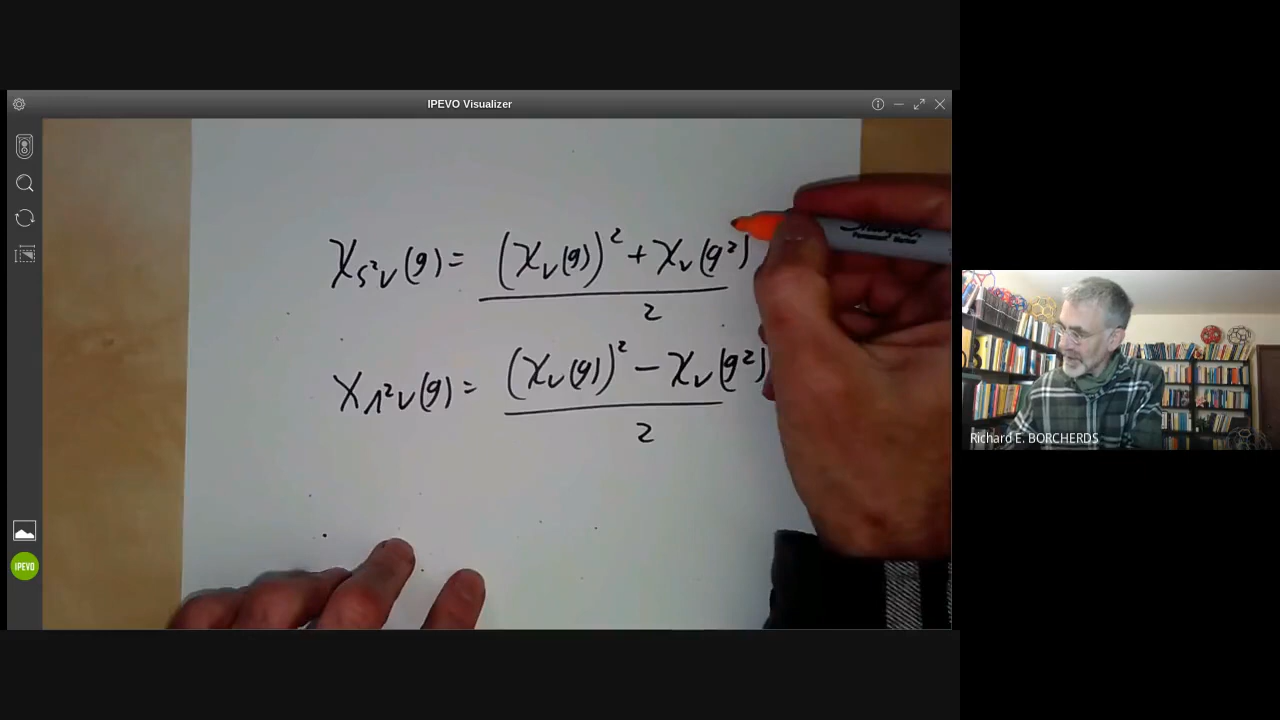 IPEVO Visualizer
χ_{S²V}(g) = ((χ_V(g))² + χ_V(g²)) / 2
χ_{Λ²V}(g) = ((χ_V(g))² − χ_V(g²)) / 2
Sharpie.
Richard E. BORCHERDS
IPEVO